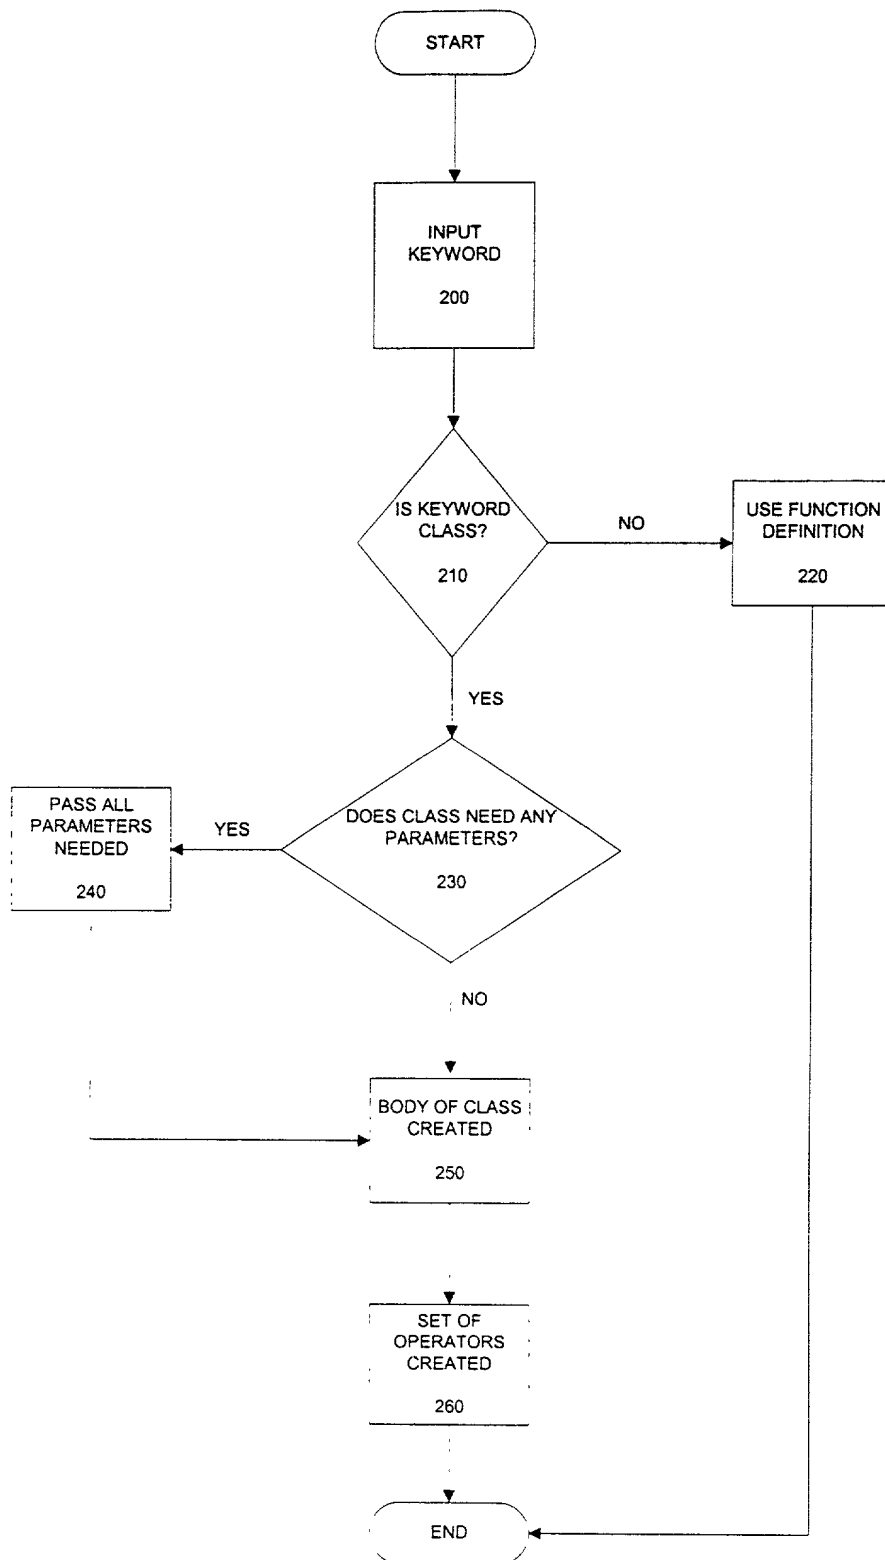 START
INPUT
KEYWORD
200
IS KEYWORD
CLASS?
210
NO
USE FUNCTION
DEFINITION
220
YES
DOES CLASS NEED ANY
PARAMETERS?
230
YES
PASS ALL
PARAMETERS
NEEDED
240
NO
BODY OF CLASS
CREATED
250
SET OF
OPERATORS
CREATED
260
END